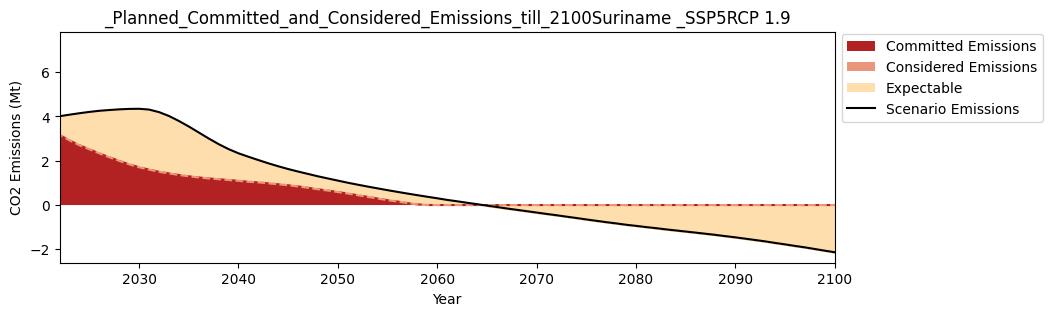 _Planned_Committed_and_Considered_Emissions_till_2100Suriname _SSP5RCP 1.9
Committed Emissions
Considered Emissions
Expectable
Scenario Emissions
CO2 Emissions (Mt)
6
4
2
0
−2
2030 2040 2050 2060 2070 2080 2090 2100
Year